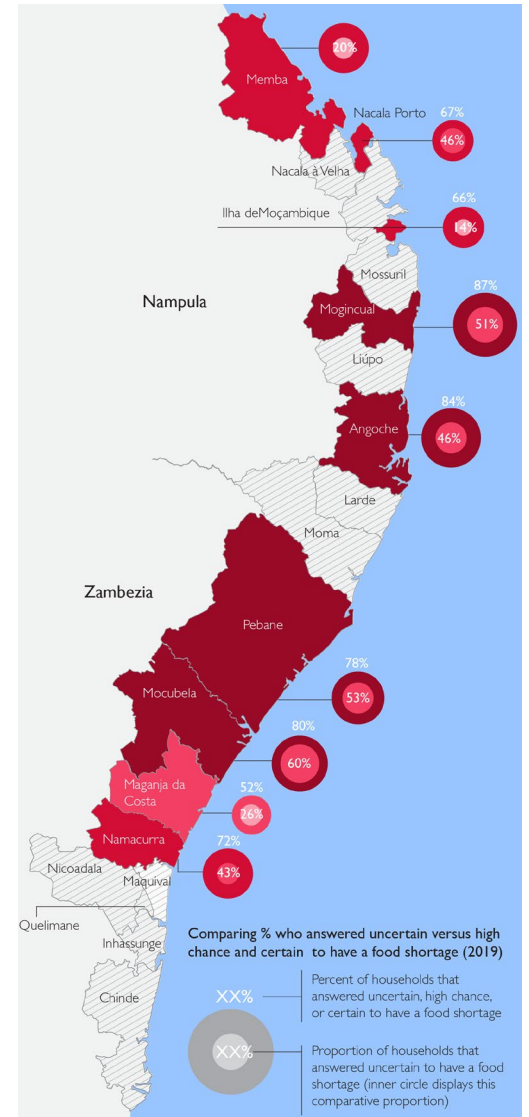 20%
Memba
Nacala Porto
67%
46%
Nacala à Velha
Ilha deMoçambique
66%
14%
Mossuril
87%
Nampula
Mogincual
51%
Liúpo
84%
Angoche
46%
Larde
Moma
Zambezia
Pebane
78%
Mocubela
53%
80%
60%
Maganja da
Costa
52%
26%
Namacurra
72%
43%
Nicoadala
Maquival
Quelimane
Inhassunge
Chinde
Comparing % who answered uncertain versus high
chance and certain to have a food shortage (2019)
XX%
Percent of households that
answered uncertain, high chance,
or certain to have a food shortage
XX%
Proportion of households that
answered uncertain to have a food
shortage (inner circle displays this
comparative proportion)